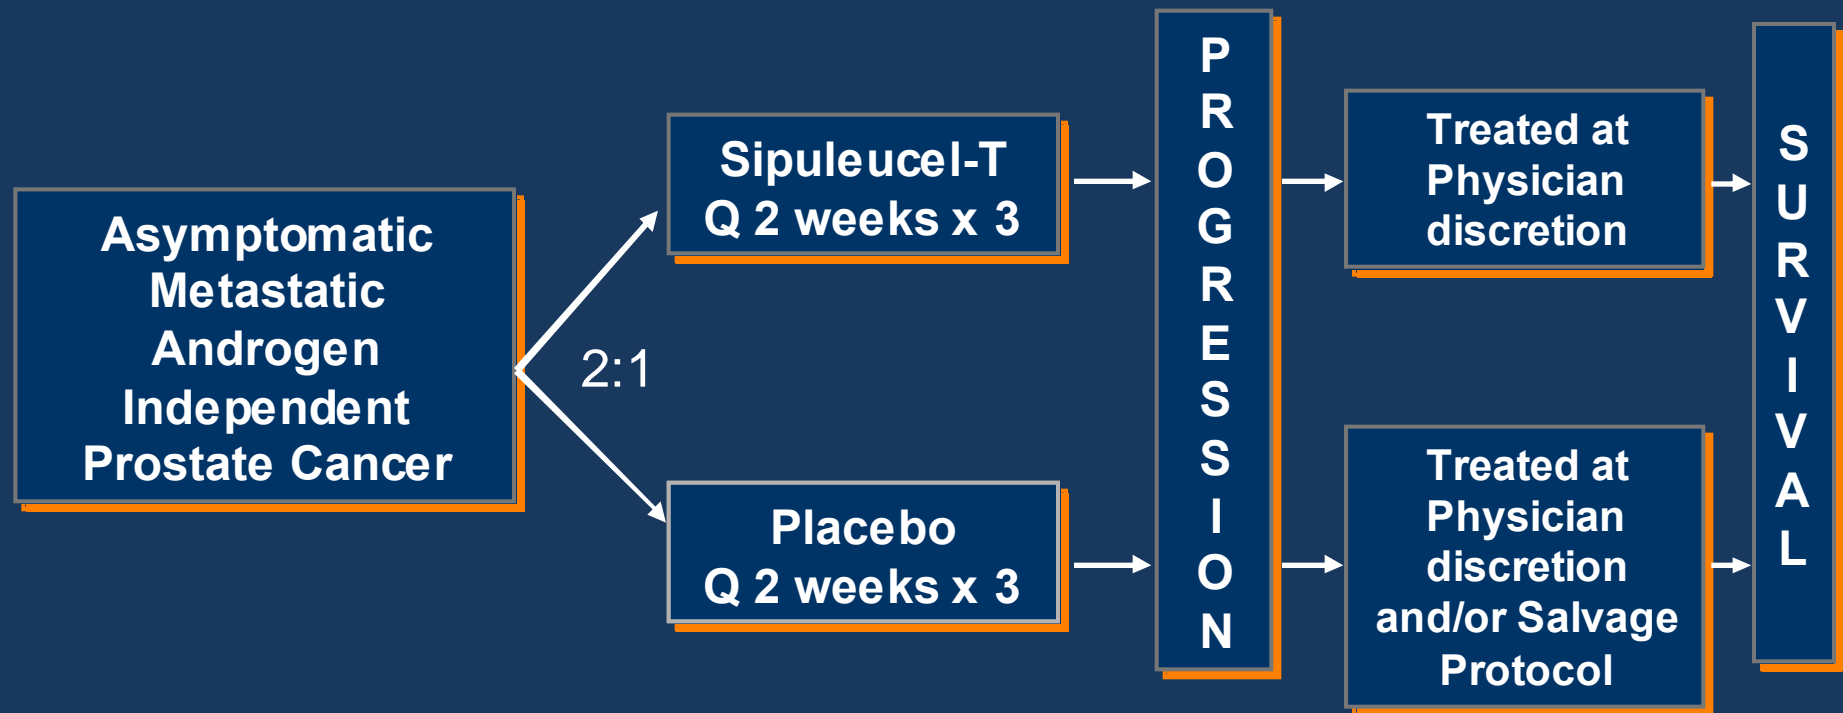 Asymptomatic
Metastatic
Androgen
Independent
Prostate Cancer
2:1
Sipuleucel-T
Q 2 weeks x 3
Placebo
Q 2 weeks x 3
P
R
O
G
R
E
S
S
I
O
N
Treated at
Physician
discretion
Treated at
Physician
discretion
and/or Salvage
Protocol
S
U
R
V
I
V
A
L